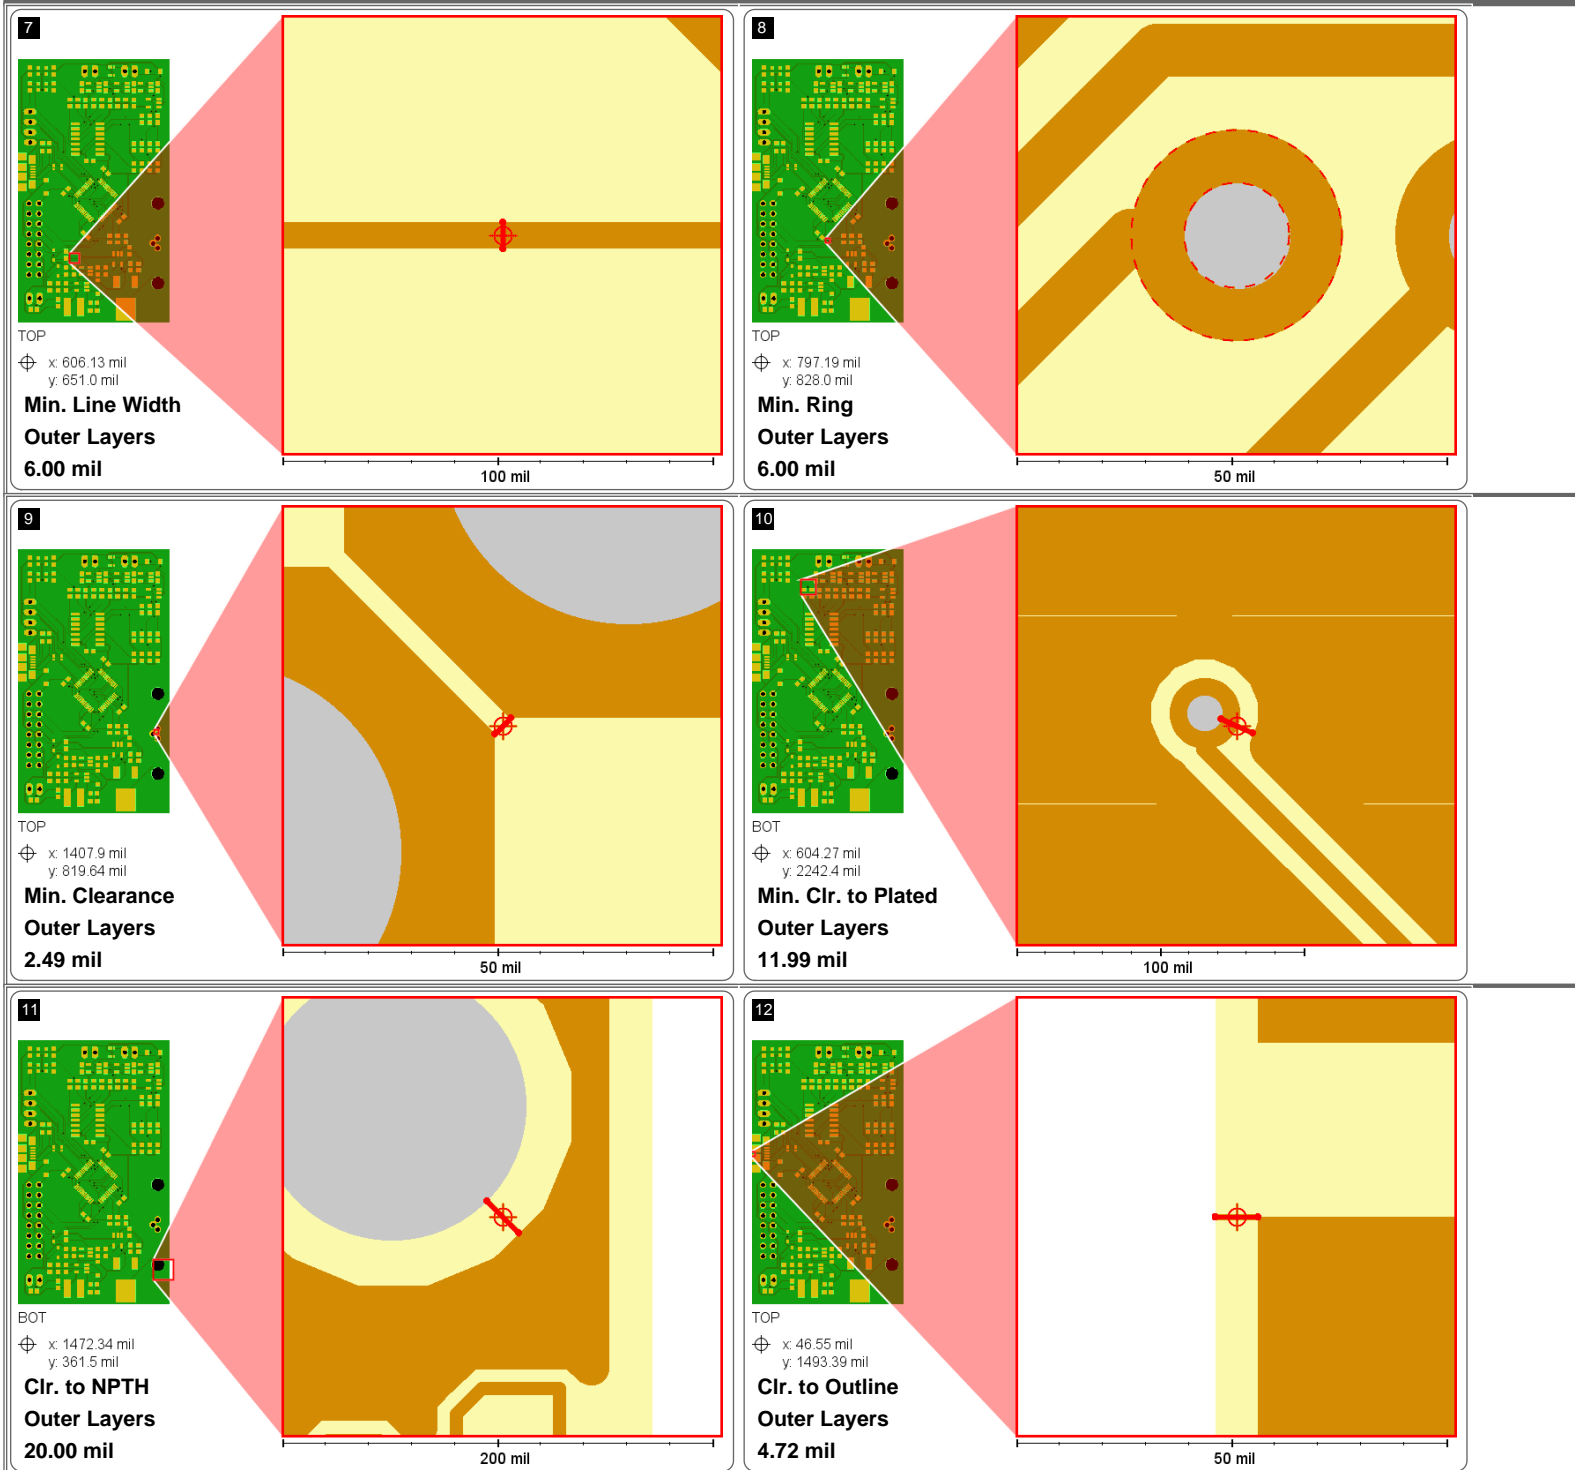 7
TOP
x: 606.13 mil
y: 651.0 mil
Min. Line Width
Outer Layers
6.00 mil
100 mil
8
TOP
x: 797.19 mil
y: 828.0 mil
Min. Ring
Outer Layers
6.00 mil
50 mil
9
TOP
x: 1407.9 mil
y: 819.64 mil
Min. Clearance
Outer Layers
2.49 mil
50 mil
10
BOT
x: 604.27 mil
y: 2242.4 mil
Min. Clr. to Plated
Outer Layers
11.99 mil
100 mil
11
BOT
x: 1472.34 mil
y: 361.5 mil
Clr. to NPTH
Outer Layers
20.00 mil
200 mil
12
TOP
x: 46.55 mil
y: 1493.39 mil
Clr. to Outline
Outer Layers
4.72 mil
50 mil